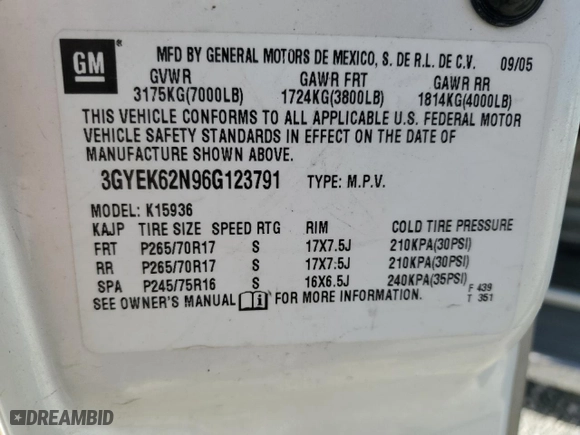 GM ®
MFD BY GENERAL MOTORS DE MEXICO, S. DE R.L. DE C.V. 09/05
GVWR GAWR FRT GAWR RR
3175KG(7000LB) 1724KG(3800LB) 1814KG(4000LB)
THIS VEHICLE CONFORMS TO ALL APPLICABLE U.S. FEDERAL MOTOR
VEHICLE SAFETY STANDARDS IN EFFECT ON THE DATE OF
MANUFACTURE SHOWN ABOVE.
3GYEK62N96G123791 TYPE: M.P.V.
MODEL: K15936
KAJP TIRE SIZE SPEED RTG RIM COLD TIRE PRESSURE
FRT P265/70R17 S 17X7.5J 210KPA(30PSI)
RR P265/70R17 S 17X7.5J 210KPA(30PSI)
SPA P245/75R16 S 16X6.5J 240KPA(35PSI)
F 439
SEE OWNER'S MANUAL FOR MORE INFORMATION. T 351
DREAMBID